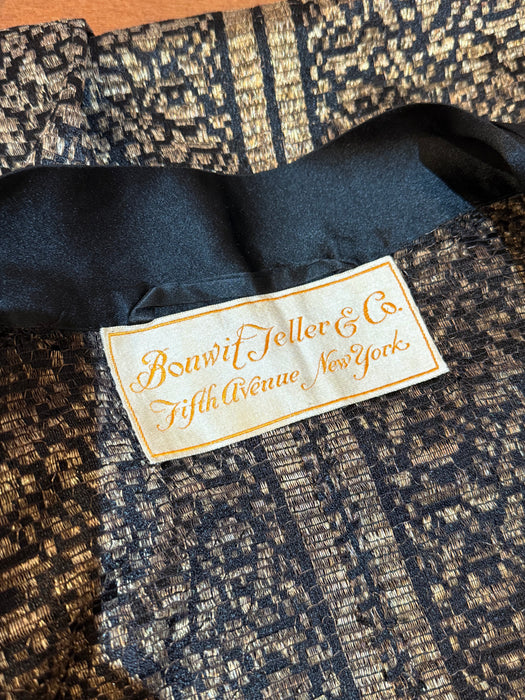 Bonwit Teller & Co.
Fifth Avenue New York